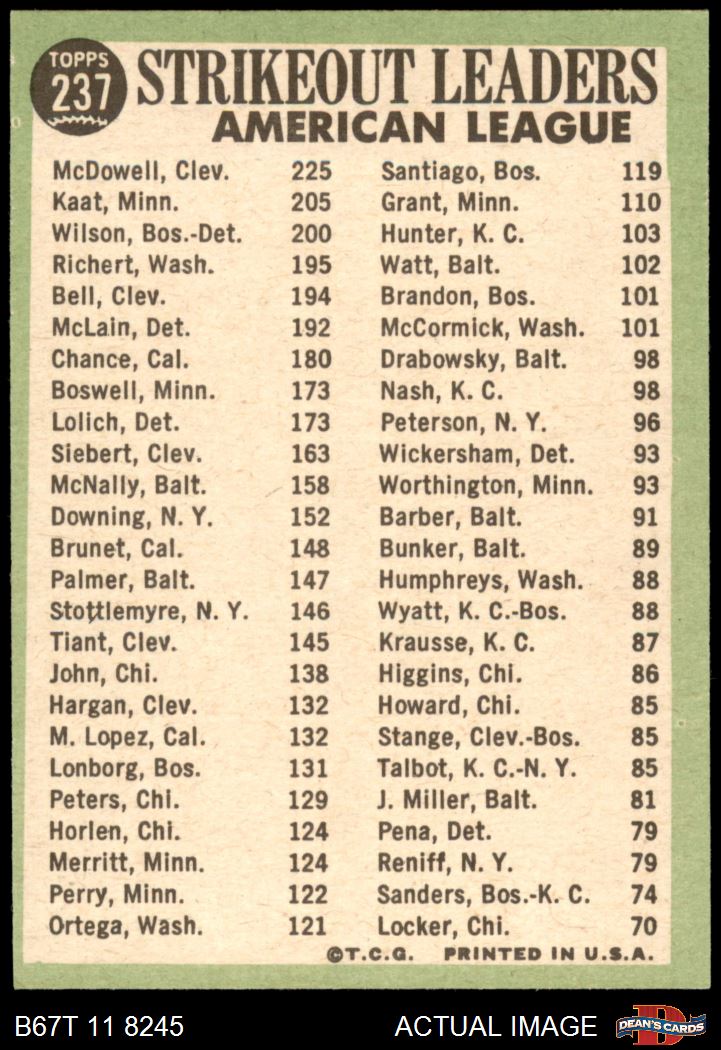 TOPPS
237
STRIKEOUT LEADERS
AMERICAN LEAGUE
McDowell, Clev. 225
Kaat, Minn. 205
Wilson, Bos.-Det. 200
Richert, Wash. 195
Bell, Clev. 194
McLain, Det. 192
Chance, Cal. 180
Boswell, Minn. 173
Lolich, Det. 173
Siebert, Clev. 163
McNally, Balt. 158
Downing, N. Y. 152
Brunet, Cal. 148
Palmer, Balt. 147
Stottlemyre, N. Y. 146
Tiant, Clev. 145
John, Chi. 138
Hargan, Clev. 132
M. Lopez, Cal. 132
Lonborg, Bos. 131
Peters, Chi. 129
Horlen, Chi. 124
Merritt, Minn. 124
Perry, Minn. 122
Ortega, Wash. 121
Santiago, Bos. 119
Grant, Minn. 110
Hunter, K. C. 103
Watt, Balt. 102
Brandon, Bos. 101
McCormick, Wash. 101
Drabowsky, Balt. 98
Nash, K. C. 98
Peterson, N. Y. 96
Wickersham, Det. 93
Worthington, Minn. 93
Barber, Balt. 91
Bunker, Balt. 89
Humphreys, Wash. 88
Wyatt, K. C.-Bos. 88
Krausse, K. C. 87
Higgins, Chi. 86
Howard, Chi. 85
Stange, Clev.-Bos. 85
Talbot, K. C.-N. Y. 85
J. Miller, Balt. 81
Pena, Det. 79
Reniff, N. Y. 79
Sanders, Bos.-K. C. 74
Locker, Chi. 70
©T.C.G. PRINTED IN U.S.A.
B67T 11 8245
ACTUAL IMAGE
D
DEAN'S CARDS